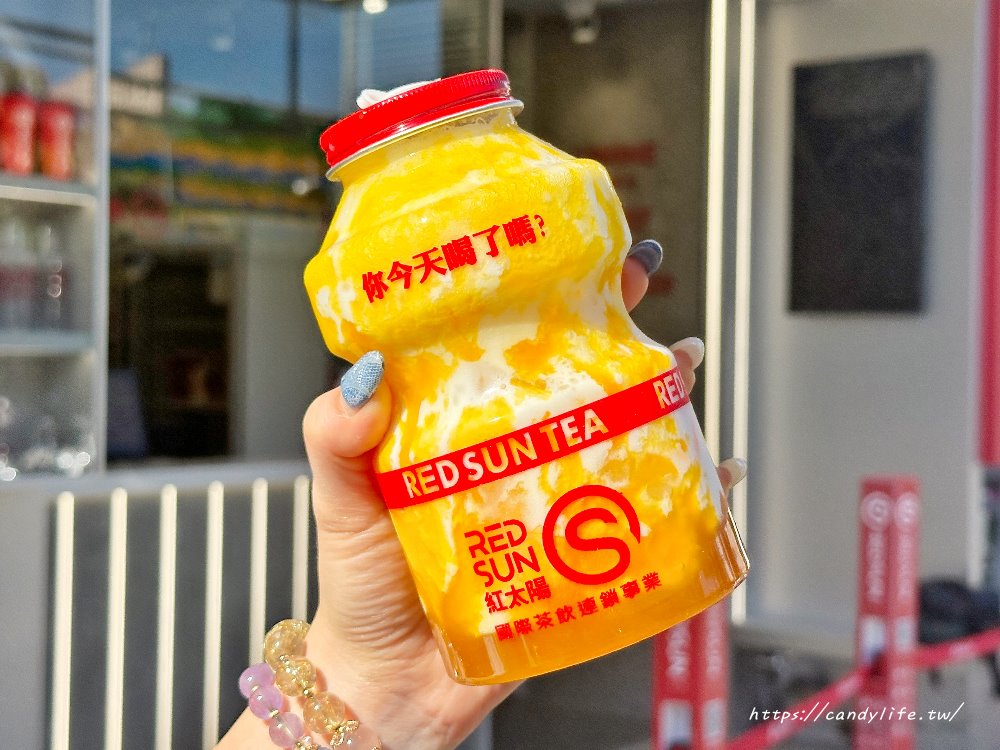 你今天喝了嗎?
RED SUN TEA
RED
RED
SUN
紅太陽
S
國際茶飲連鎖事業
https://candylife.tw/